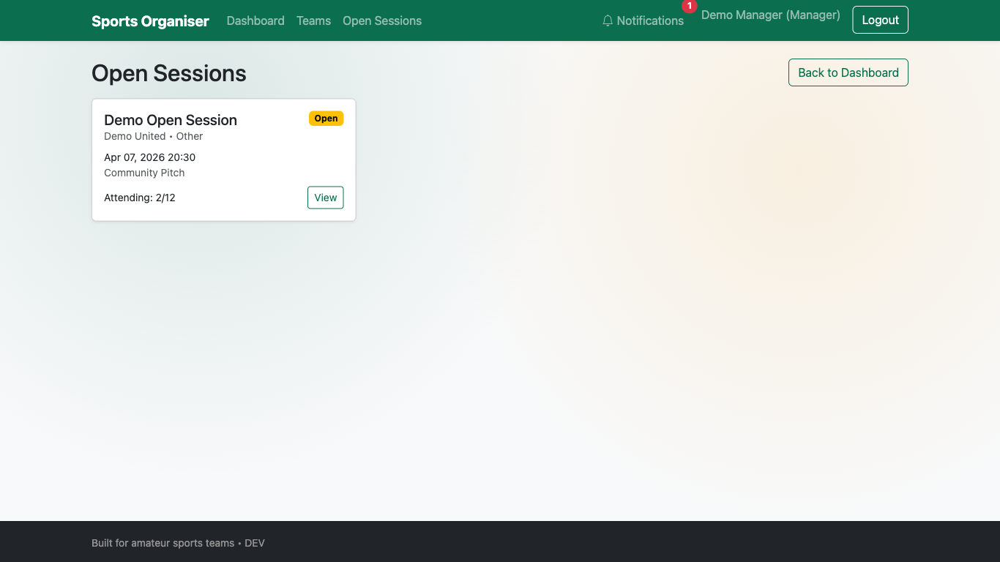 Sports Organiser Dashboard Teams Open Sessions Notifications 1 Demo Manager (Manager) Logout
Open Sessions Back to Dashboard
Demo Open Session Open
Demo United • Other
Apr 07, 2026 20:30
Community Pitch
Attending: 2/12 View
Built for amateur sports teams • DEV